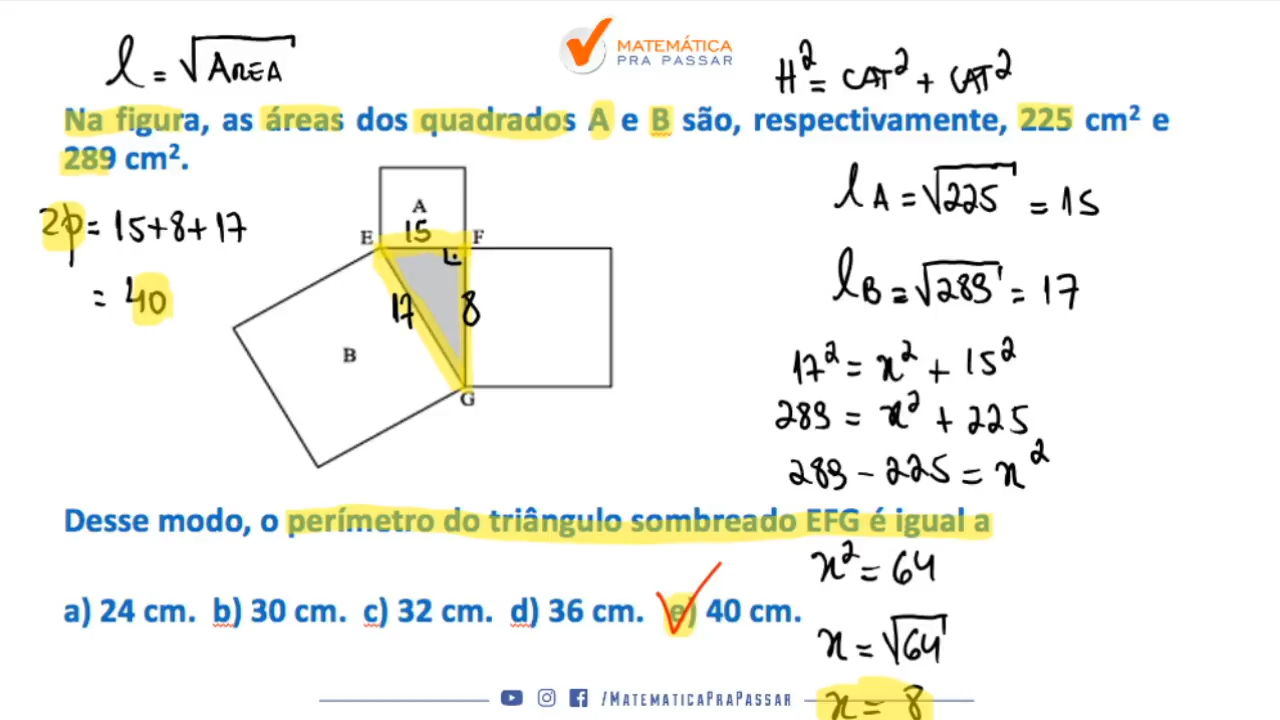 l = √AREA
MATEMÁTICA
PRA PASSAR
H² = CAT² + CAT²
Na figura, as áreas dos quadrados A e B são, respectivamente, 225 cm² e
289 cm².
2p = 15+8+17
= 40
A
15
E
F
17
8
B
G
l A = √225 = 15
l B = √289 = 17
17² = x² + 15²
289 = x² + 225
289 - 225 = x²
Desse modo, o perímetro do triângulo sombreado EFG é igual a
x² = 64
a) 24 cm. b) 30 cm. c) 32 cm. d) 36 cm. e) 40 cm.
x = √64
x = 8
/MATEMATICAPRAPASSAR